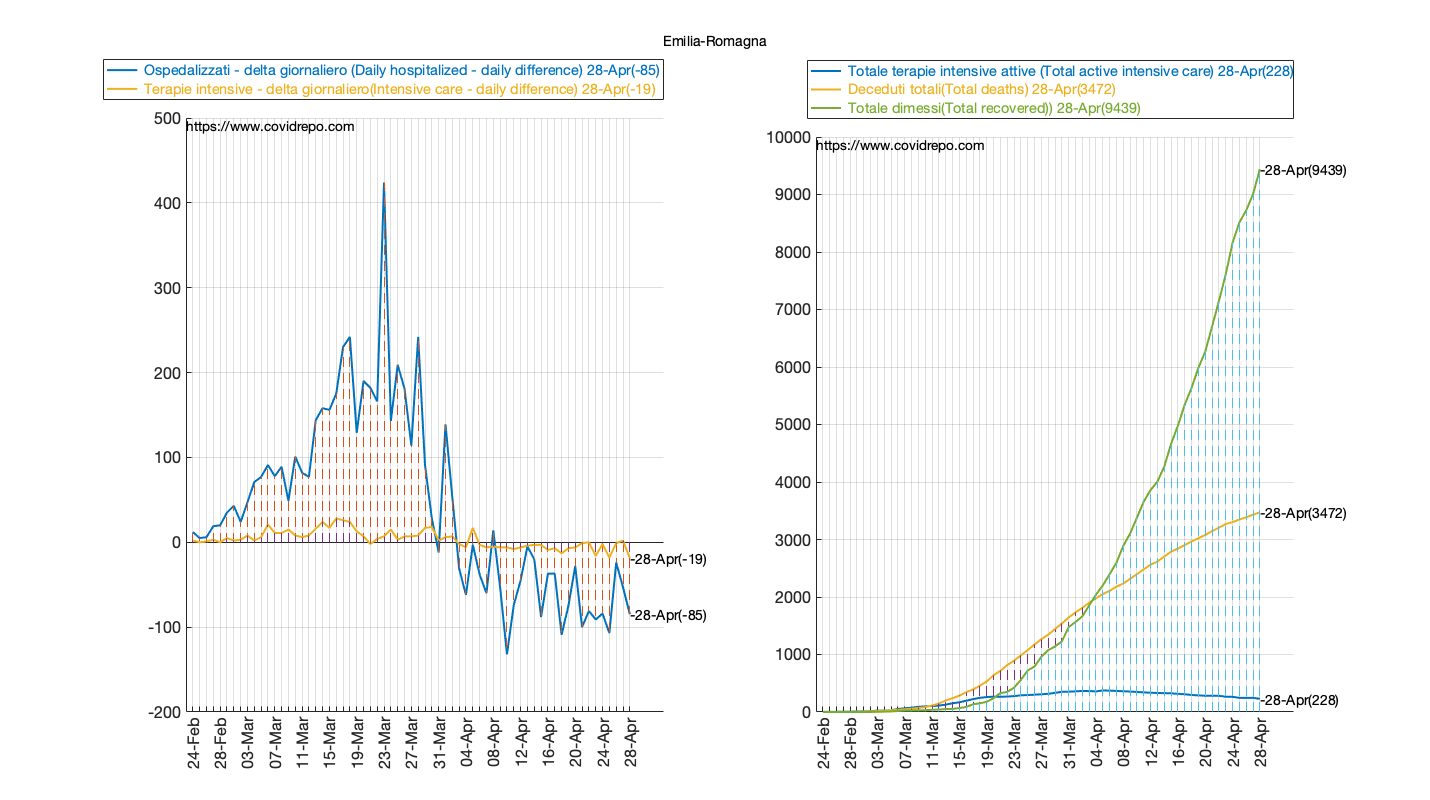 Emilia-Romagna
Ospedalizzati - delta giornaliero (Daily hospitalized - daily difference) 28-Apr(-85)
Terapie intensive - delta giornaliero(Intensive care - daily difference) 28-Apr(-19)
https://www.covidrepo.com
500
400
300
200
100
0
-100
-200
-28-Apr(-19)
-28-Apr(-85)
24-Feb
28-Feb
03-Mar
07-Mar
11-Mar
15-Mar
19-Mar
23-Mar
27-Mar
31-Mar
04-Apr
08-Apr
12-Apr
16-Apr
20-Apr
24-Apr
28-Apr
Totale terapie intensive attive (Total active intensive care) 28-Apr(228)
Deceduti totali(Total deaths) 28-Apr(3472)
Totale dimessi(Total recovered)) 28-Apr(9439)
https://www.covidrepo.com
10000
9000
8000
7000
6000
5000
4000
3000
2000
1000
0
-28-Apr(9439)
-28-Apr(3472)
-28-Apr(228)
24-Feb
28-Feb
03-Mar
07-Mar
11-Mar
15-Mar
19-Mar
23-Mar
27-Mar
31-Mar
04-Apr
08-Apr
12-Apr
16-Apr
20-Apr
24-Apr
28-Apr